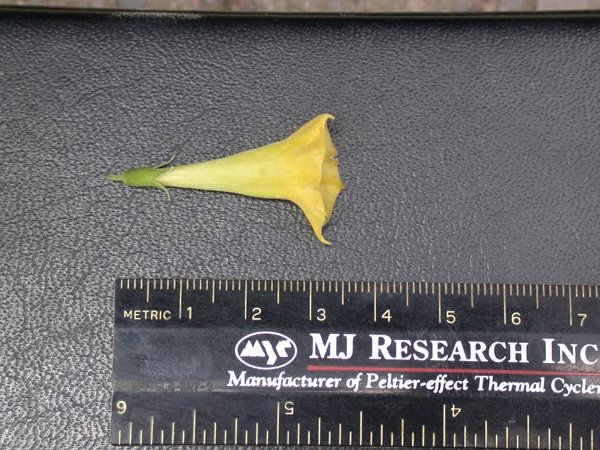 METRIC 1 2 3 4 5 6 7
MJC MJ RESEARCH INC
Manufacturer of Peltier-effect Thermal Cycler
6 5 4